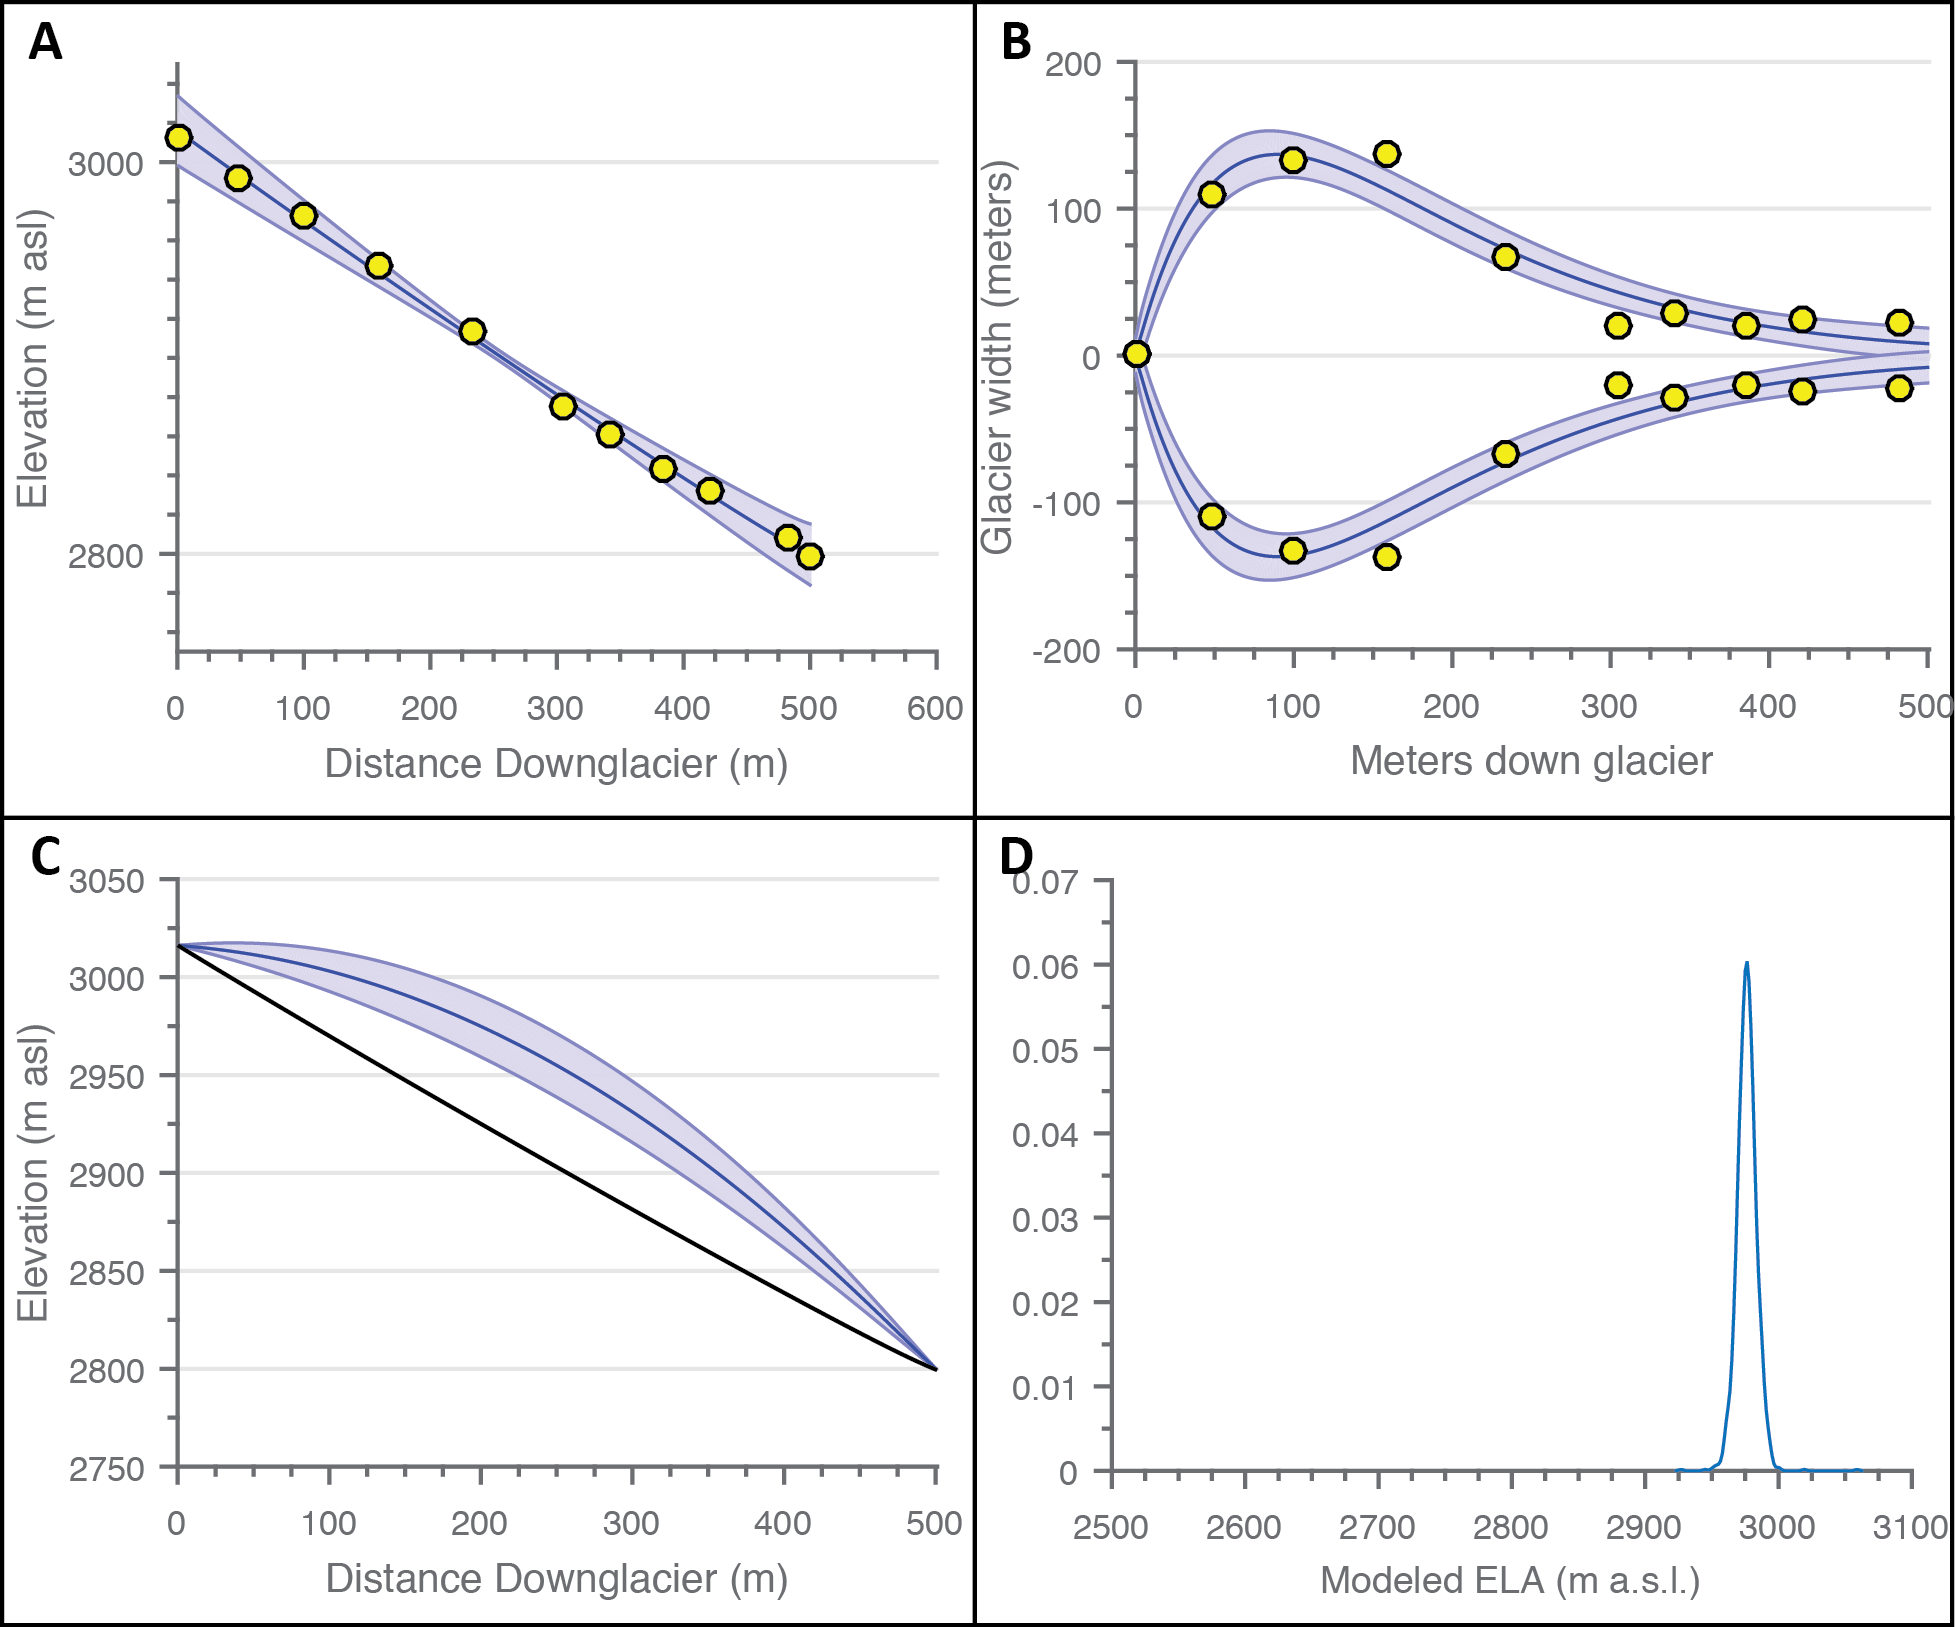 A
3000
2800
Elevation (m asl)
0 100 200 300 400 500 600
Distance Downglacier (m)
B
200
100
0
-100
-200
Glacier width (meters)
0 100 200 300 400 500
Meters down glacier
C
3050
3000
2950
2900
2850
2800
2750
Elevation (m asl)
0 100 200 300 400 500
Distance Downglacier (m)
D
0.07
0.06
0.05
0.04
0.03
0.02
0.01
0
2500 2600 2700 2800 2900 3000 3100
Modeled ELA (m a.s.l.)